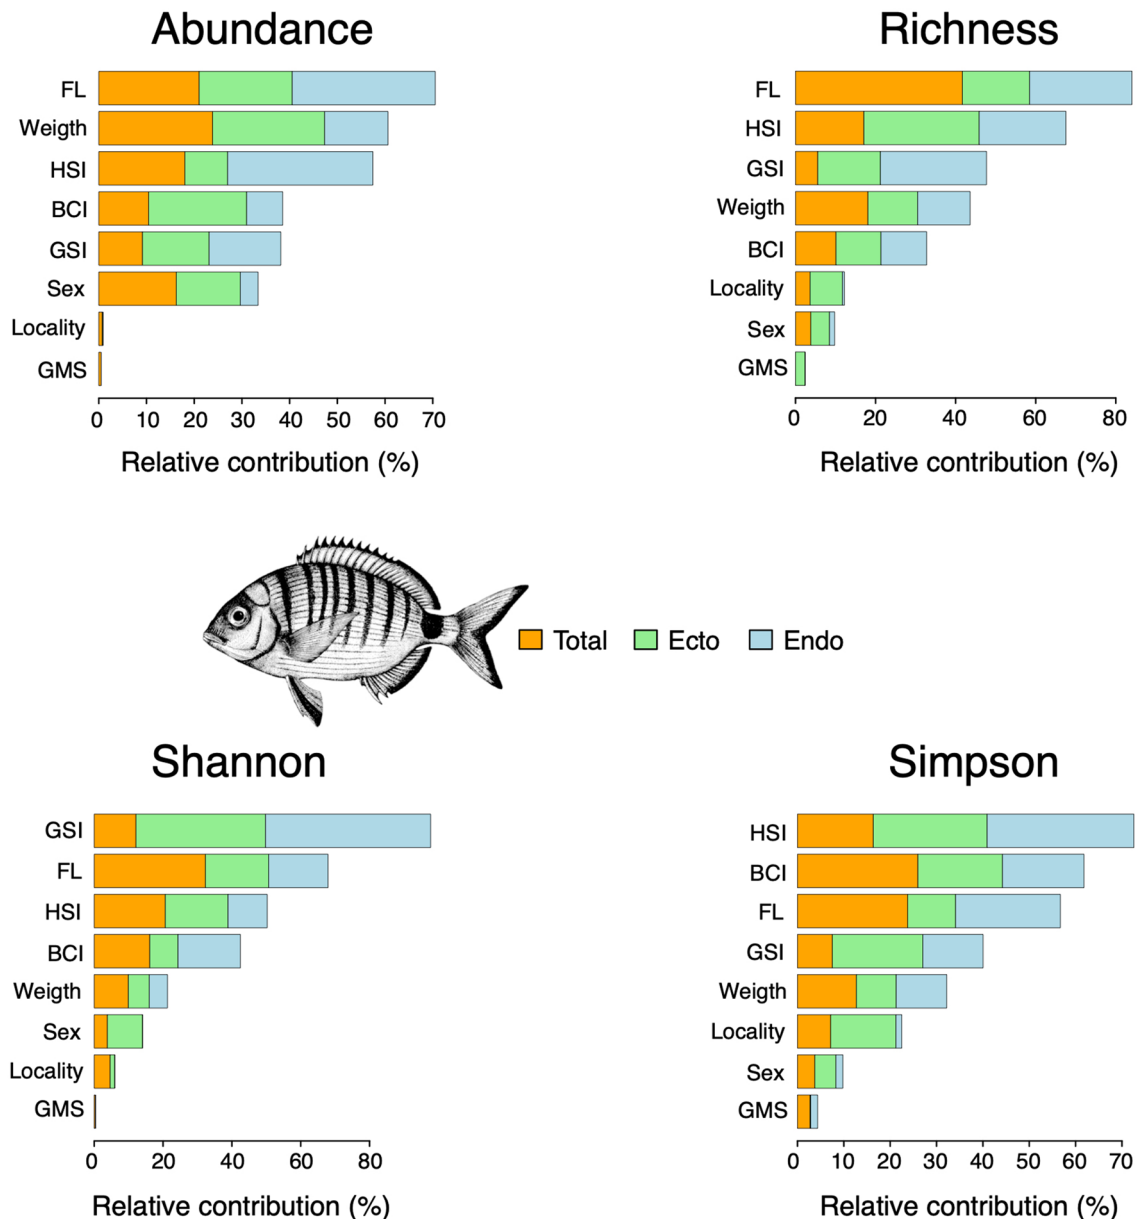 Abundance
FL
Weigth
HSI
BCI
GSI
Sex
Locality
GMS
0 10 20 30 40 50 60 70
Relative contribution (%)
Richness
FL
HSI
GSI
Weigth
BCI
Locality
Sex
GMS
0 20 40 60 80
Relative contribution (%)
Total Ecto Endo
Shannon
GSI
FL
HSI
BCI
Weigth
Sex
Locality
GMS
0 20 40 60 80
Relative contribution (%)
Simpson
HSI
BCI
FL
GSI
Weigth
Locality
Sex
GMS
0 10 20 30 40 50 60 70
Relative contribution (%)